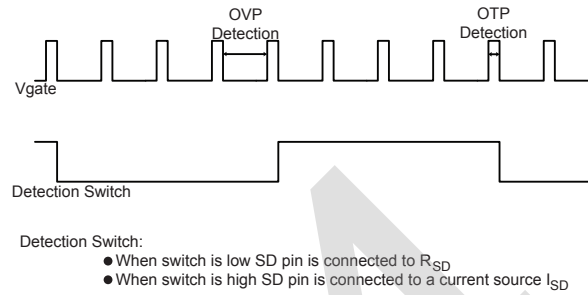 OVP
Detection
OTP
Detection
Vgate
Detection Switch
Detection Switch:
● When switch is low SD pin is connected to RSD
● When switch is high SD pin is connected to a current source ISD